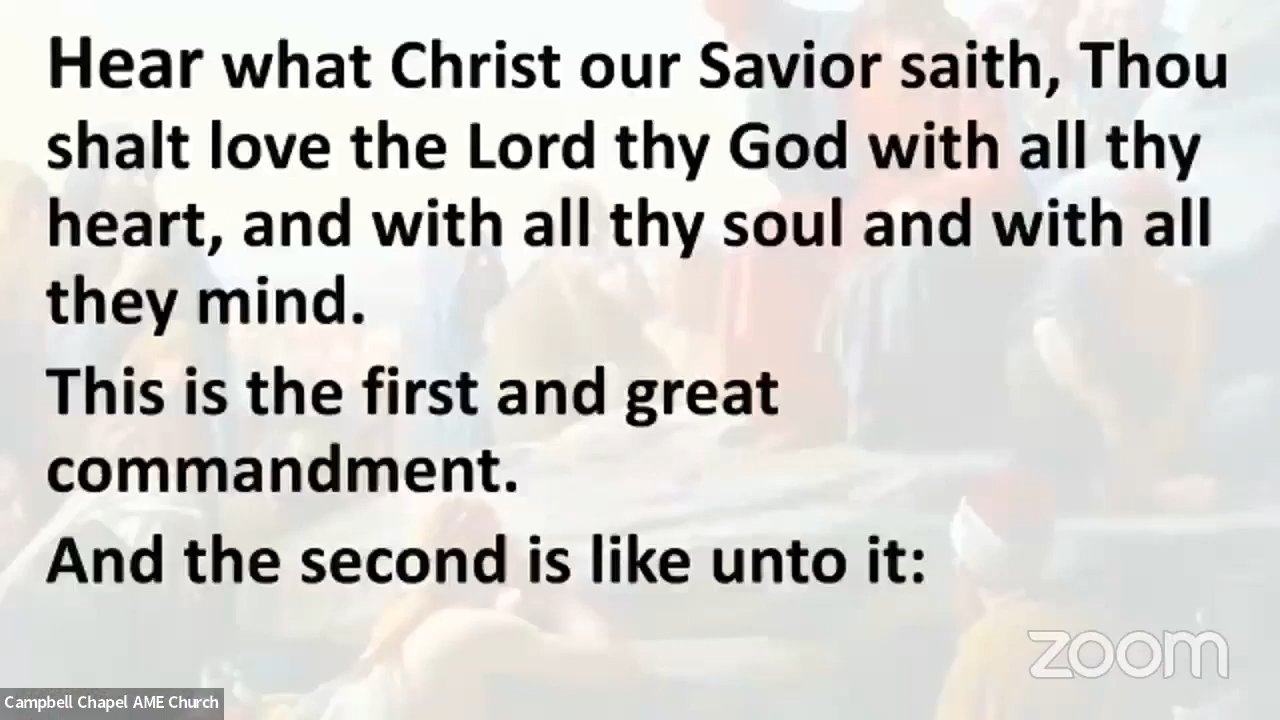 Hear what Christ our Savior saith, Thou
shalt love the Lord thy God with all thy
heart, and with all thy soul and with all
they mind.
This is the first and great
commandment.
And the second is like unto it:
zoom
Campbell Chapel AME Church